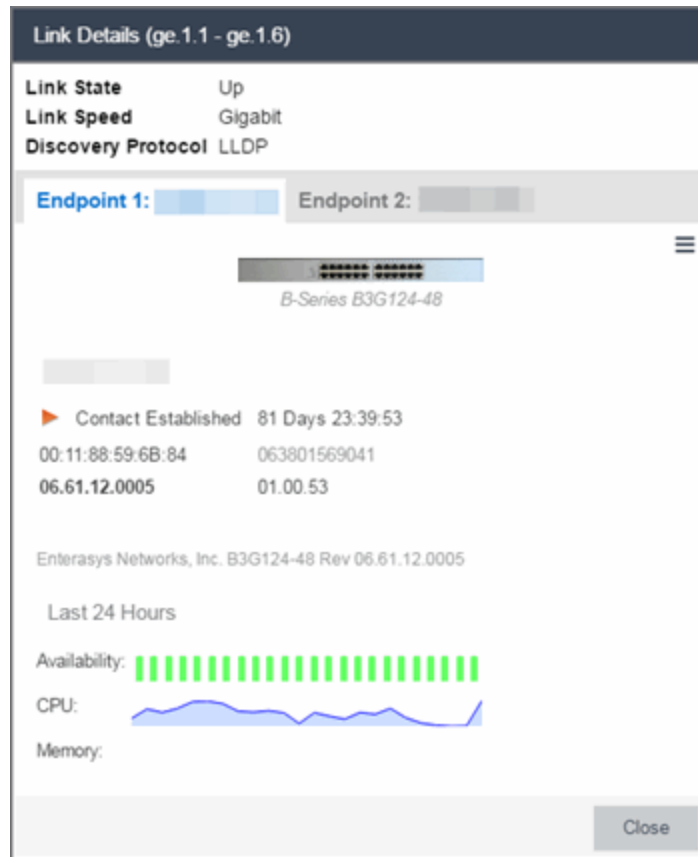 Link Details (ge.1.1 - ge.1.6)
Link State Up
Link Speed Gigabit
Discovery Protocol LLDP
Endpoint 1: Endpoint 2:
B-Series B3G124-48
Contact Established 81 Days 23:39:53
00:11:88:59:6B:84 063801569041
06.61.12.0005 01.00.53
Enterasys Networks, Inc. B3G124-48 Rev 06.61.12.0005
Last 24 Hours
Availability:
CPU:
Memory:
Close